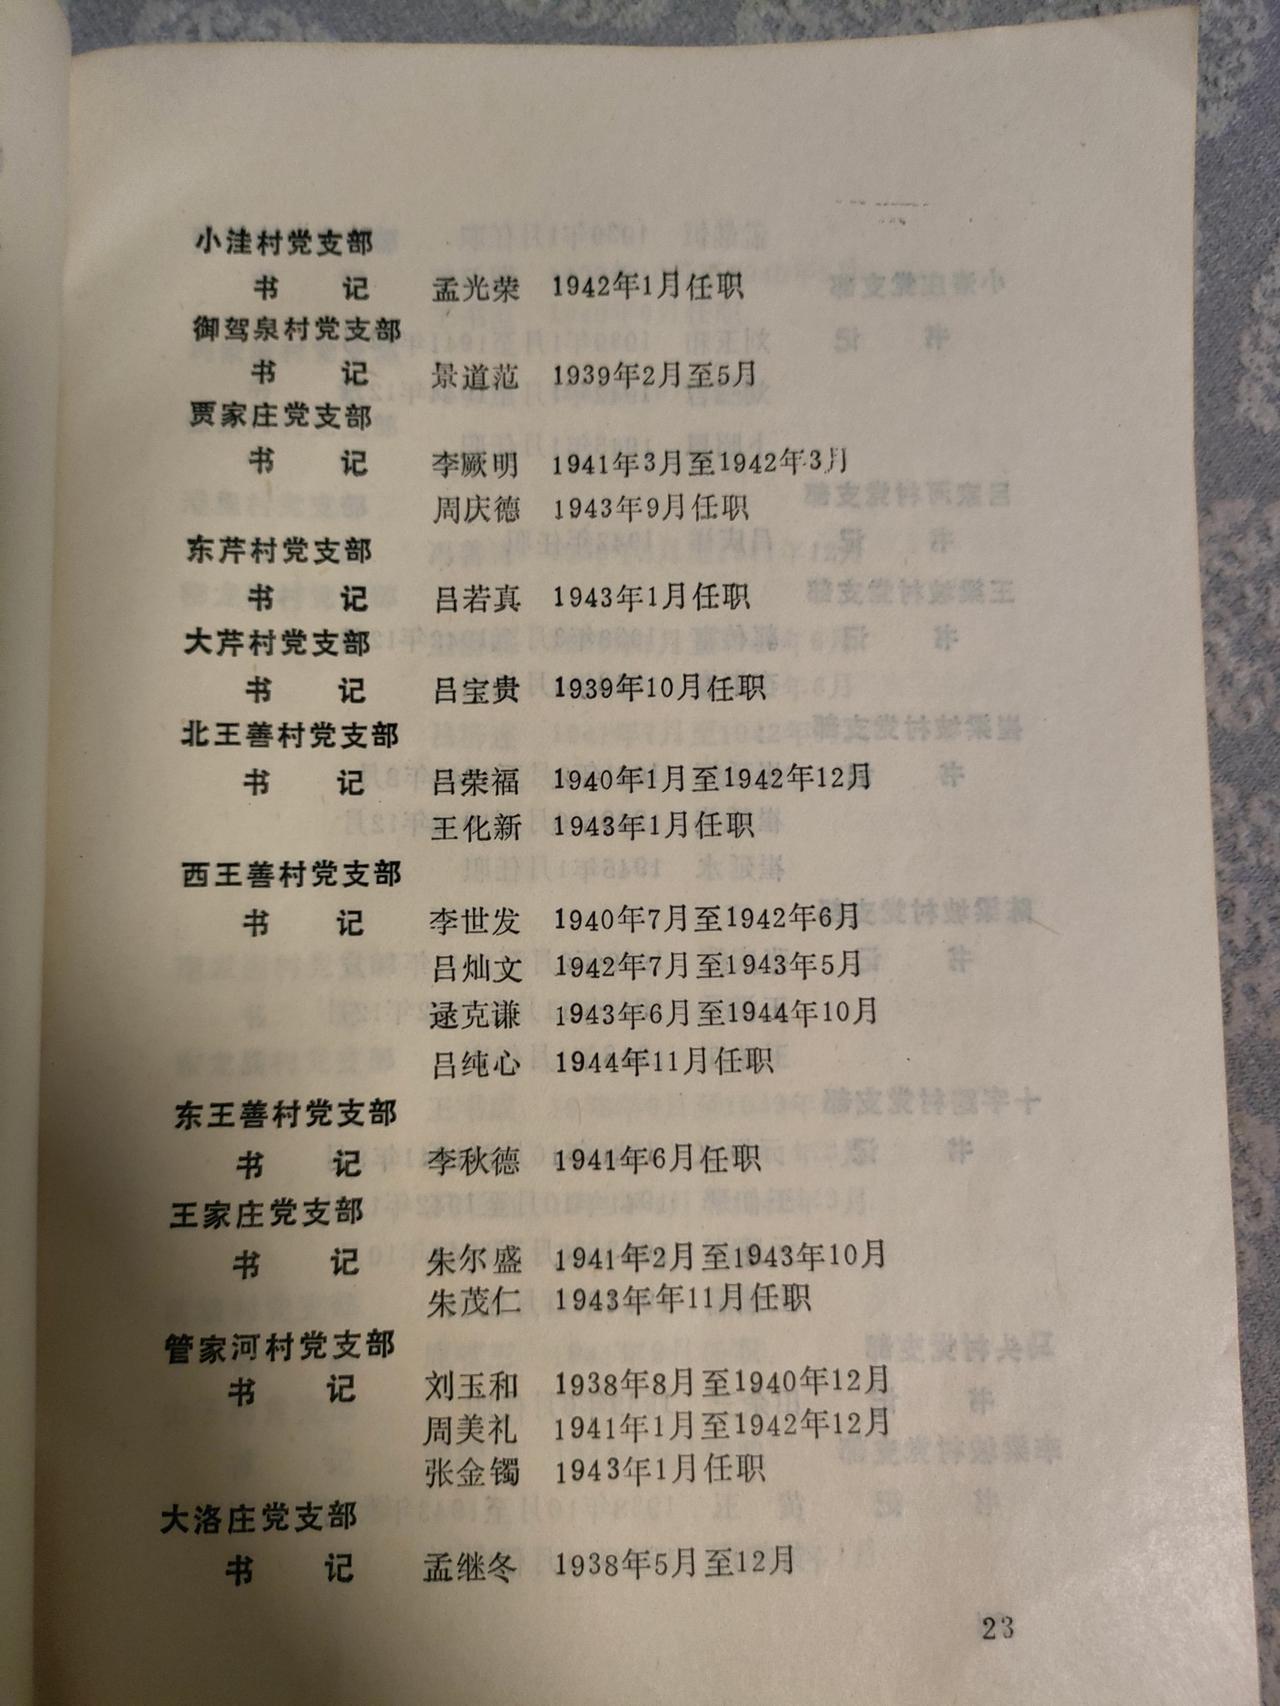 小洼村党支部
书 记 孟光荣 1942年1月任职
御驾泉村党支部
书 记 景道范 1939年2月至5月
贾家庄党支部
书 记 李厥明 1941年3月至1942年3月
周庆德 1943年9月任职
东芹村党支部
书 记 吕若真 1943年1月任职
大芹村党支部
书 记 吕宝贵 1939年10月任职
北王善村党支部
书 记 吕荣福 1940年1月至1942年12月
王化新 1943年1月任职
西王善村党支部
书 记 李世发 1940年7月至1942年6月
吕灿文 1942年7月至1943年5月
逯克谦 1943年6月至1944年10月
吕纯心 1944年11月任职
东王善村党支部
书 记 李秋德 1941年6月任职
王家庄党支部
书 记 朱尔盛 1941年2月至1943年10月
朱茂仁 1943年年11月任职
管家河村党支部
书 记 刘玉和 1938年8月至1940年12月
周美礼 1941年1月至1942年12月
张金镯 1943年1月任职
大洛庄党支部
书 记 孟继冬 1938年5月至12月
23